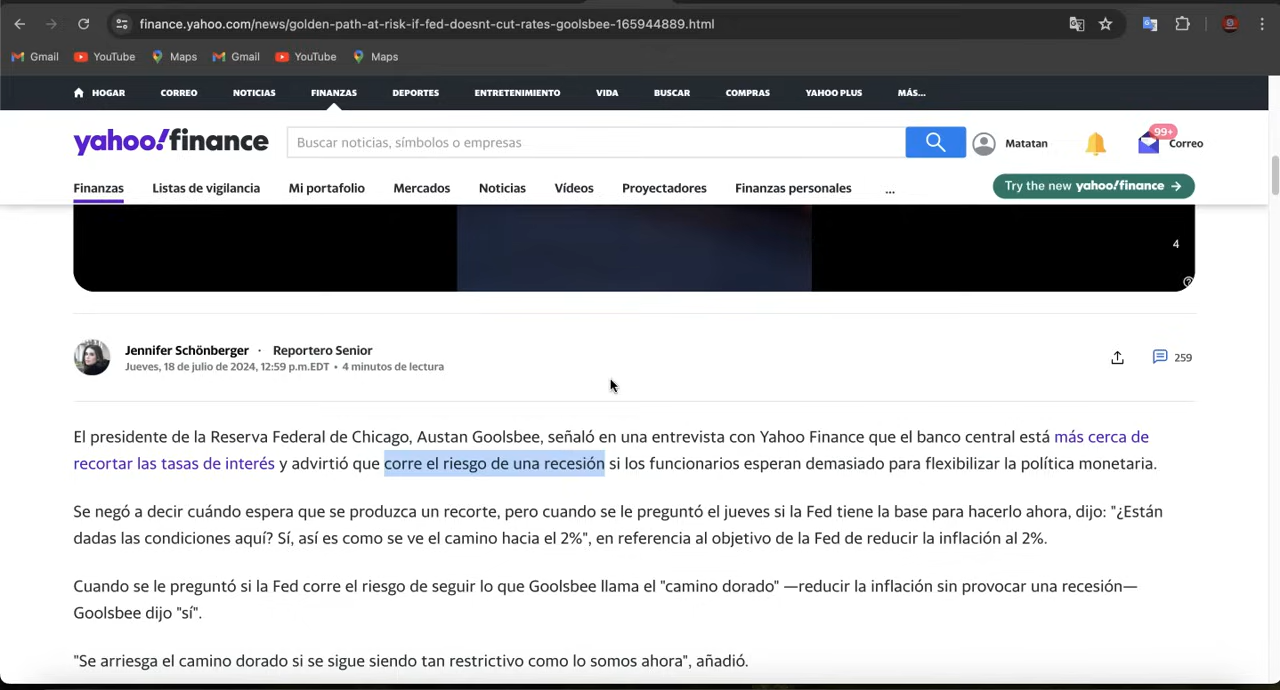 finance.yahoo.com/news/golden-path-at-risk-if-fed-doesnt-cut-rates-goolsbee-165944889.html
Gmail YouTube Maps Gmail YouTube Maps
HOGAR CORREO NOTICIAS FINANZAS DEPORTES ENTRETENIMIENTO VIDA BUSCAR COMPRAS YAHOO PLUS MÁS...
yahoo!finance Buscar noticias, símbolos o empresas Matatan 99+ Correo
Finanzas Listas de vigilancia Mi portafolio Mercados Noticias Vídeos Proyectadores Finanzas personales ... Try the new yahoo!finance
4
Jennifer Schönberger · Reportero Senior
Jueves, 18 de julio de 2024, 12:59 p.m.EDT • 4 minutos de lectura
259
El presidente de la Reserva Federal de Chicago, Austan Goolsbee, señaló en una entrevista con Yahoo Finance que el banco central está más cerca de
recortar las tasas de interés y advirtió que corre el riesgo de una recesión si los funcionarios esperan demasiado para flexibilizar la política monetaria.
Se negó a decir cuándo espera que se produzca un recorte, pero cuando se le preguntó el jueves si la Fed tiene la base para hacerlo ahora, dijo: "¿Están
dadas las condiciones aquí? Sí, así es como se ve el camino hacia el 2%", en referencia al objetivo de la Fed de reducir la inflación al 2%.
Cuando se le preguntó si la Fed corre el riesgo de seguir lo que Goolsbee llama el "camino dorado" —reducir la inflación sin provocar una recesión—
Goolsbee dijo "sí".
"Se arriesga el camino dorado si se sigue siendo tan restrictivo como lo somos ahora", añadió.